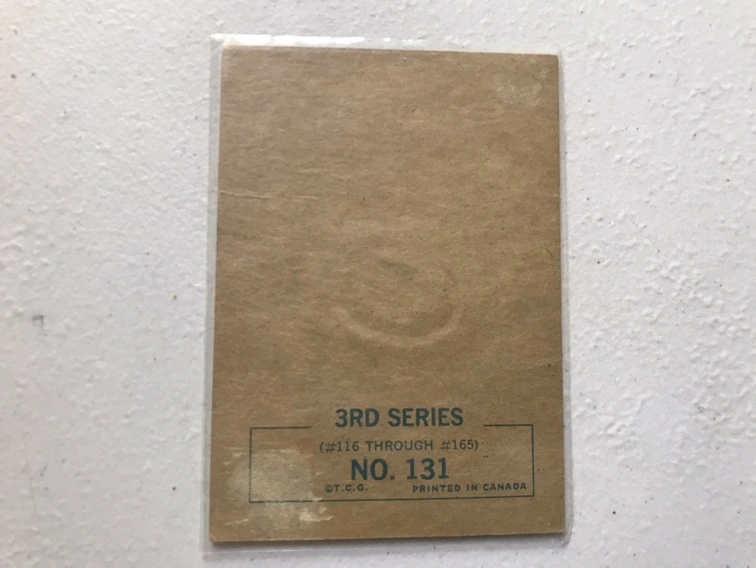 3RD SERIES
(#116 THROUGH #165)
NO. 131
©T.C.G. PRINTED IN CANADA